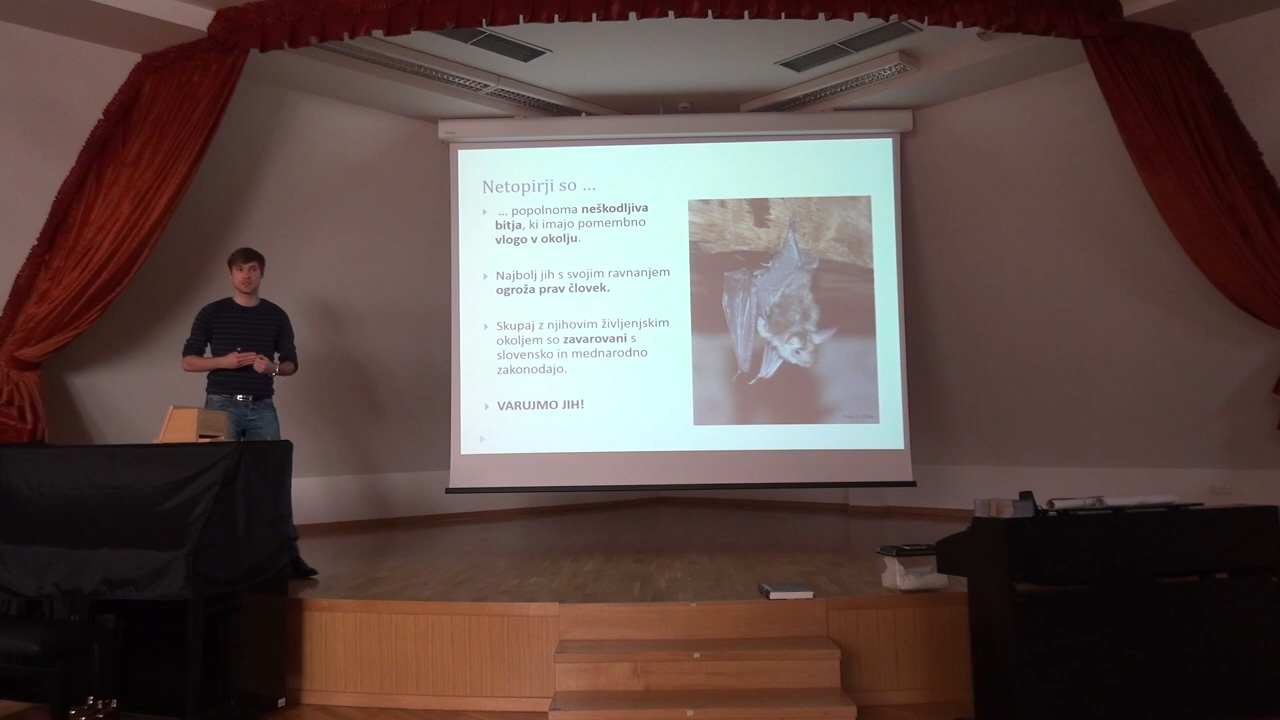 Netopirji so ...
... popolnoma neškodljiva
bitja, ki imajo pomembno
vlogo v okolju.
Najbolj jih s svojim ravnanjem
ogroža prav človek.
Skupaj z njihovim življenjskim
okoljem so zavarovani s
slovensko in mednarodno
zakonodajo.
VARUJMO JIH!